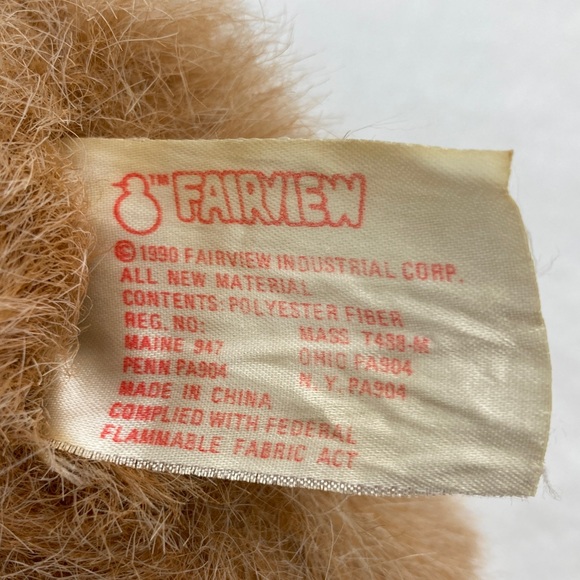 ™ FAIRVIEW
© 1990 FAIRVIEW INDUSTRIAL CORP.
ALL NEW MATERIAL
CONTENTS: POLYESTER FIBER
REG. NO: MASS T438-M
MAINE 947 OHIO PA904
PENN PA904 N. Y. PA904
MADE IN CHINA
COMPLIED WITH FEDERAL
FLAMMABLE FABRIC ACT